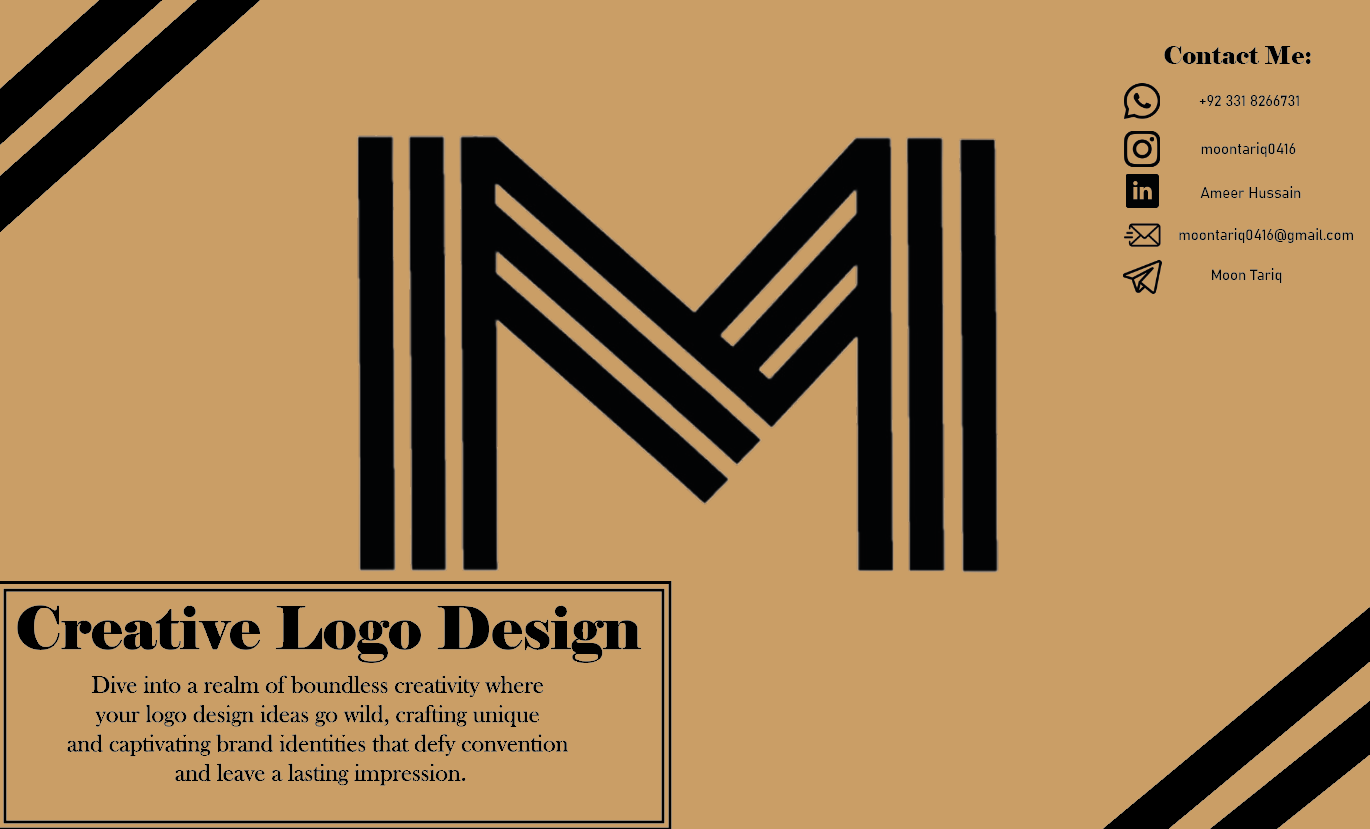 Contact Me:
+92 331 8266731
moontariq0416
in
Ameer Hussain
moontariq0416@gmail.com
Moon Tariq
M
Creative Logo Design
Dive into a realm of boundless creativity where
your logo design ideas go wild, crafting unique
and captivating brand identities that defy convention
and leave a lasting impression.